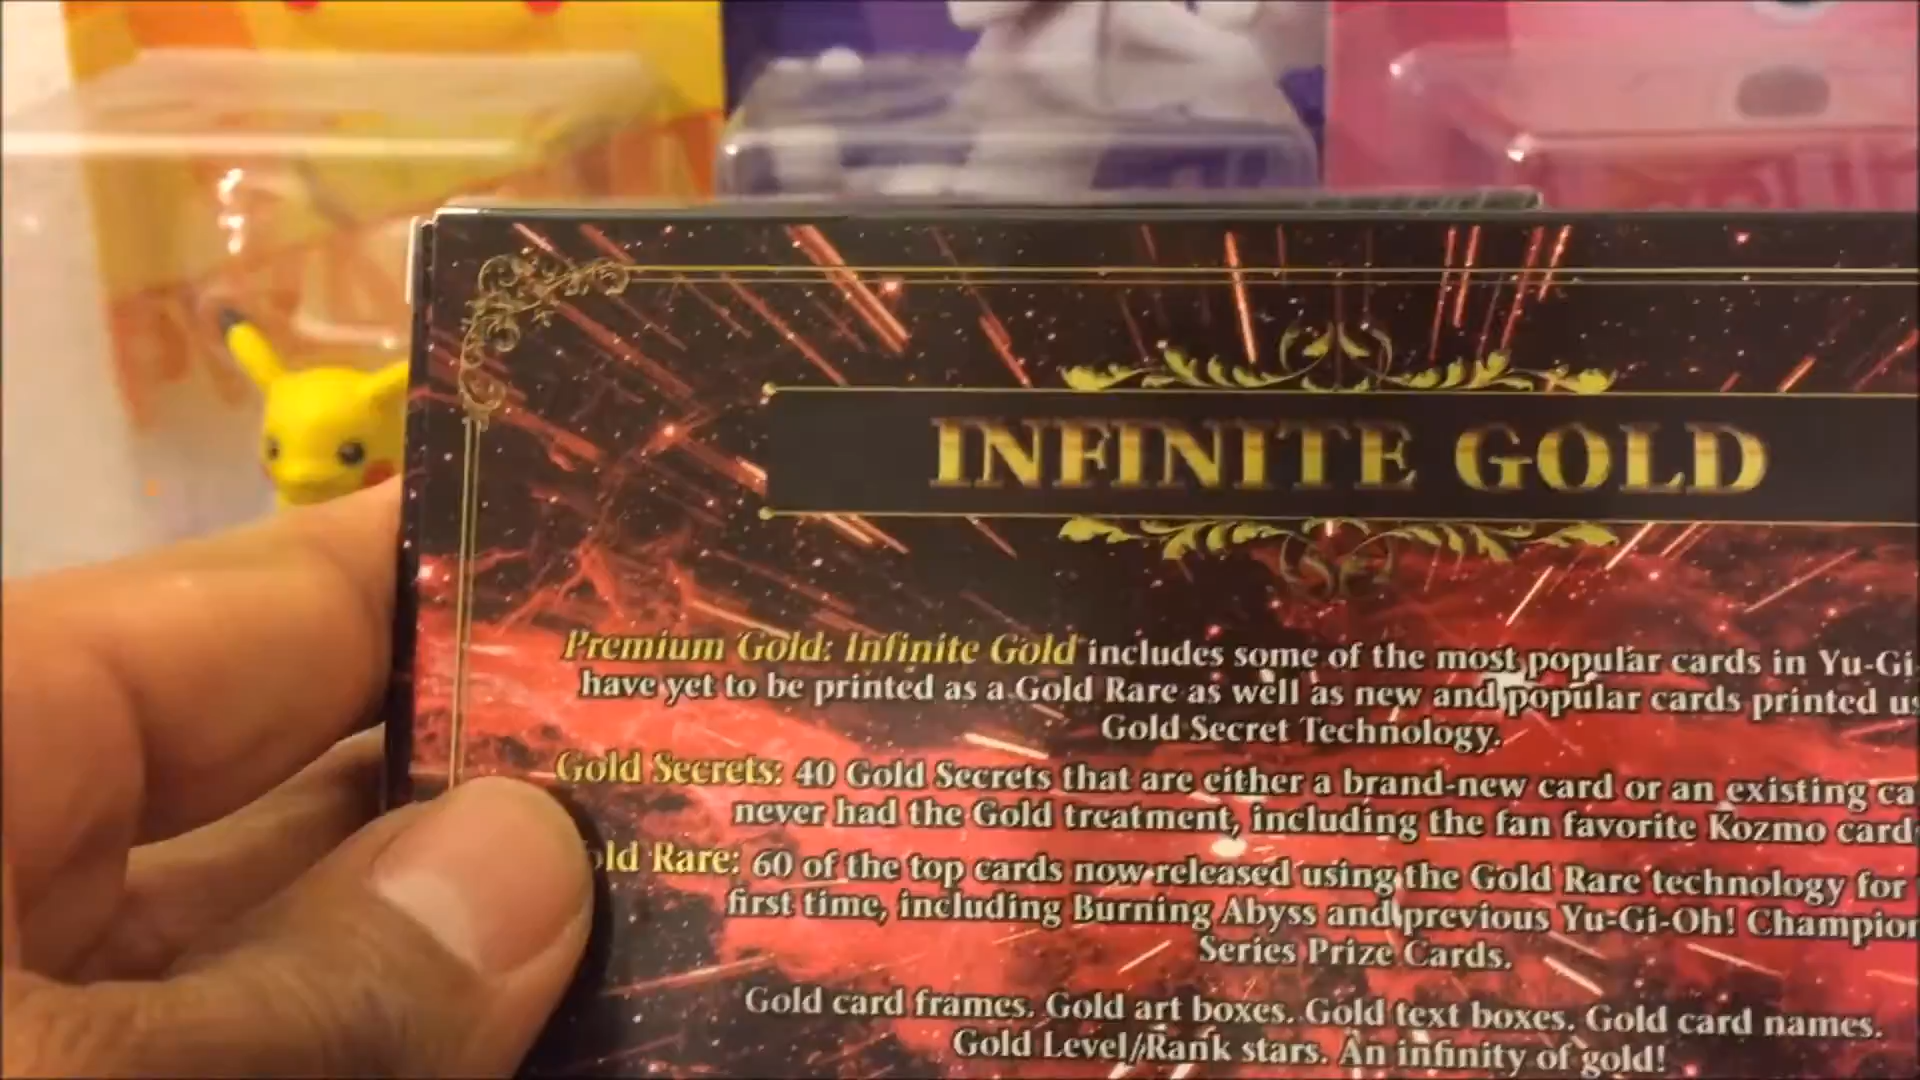 INFINITE GOLD
Premium Gold: Infinite Gold includes some of the most popular cards in Yu-Gi-
have yet to be printed as a Gold Rare as well as new and popular cards printed
Gold Secret Technology.
Gold Secrets: 40 Gold Secrets that are either a brand-new card or an existing
never had the Gold treatment, including the fan favorite Kozmo card
Rare: 60 of the top cards now released using the Gold Rare technology for
first time, including Burning Abyss and previous Yu-Gi-Oh! Champion
Series Prize Cards.
Gold card frames. Gold art boxes. Gold text boxes. Gold card names.
Gold Level/Rank stars. An infinity of gold!